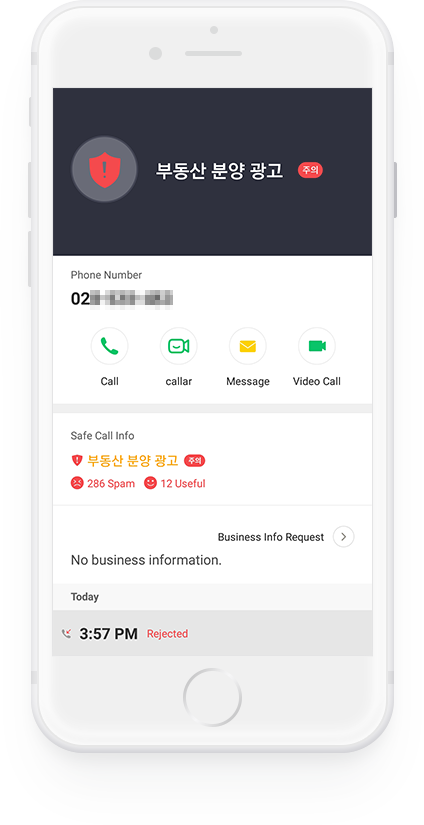 부동산 분양 광고 주의
Phone Number
02
Call callar Message Video Call
Safe Call Info
부동산 분양 광고 주의
286 Spam 12 Useful
Business Info Request
No business information.
Today
3:57 PM Rejected